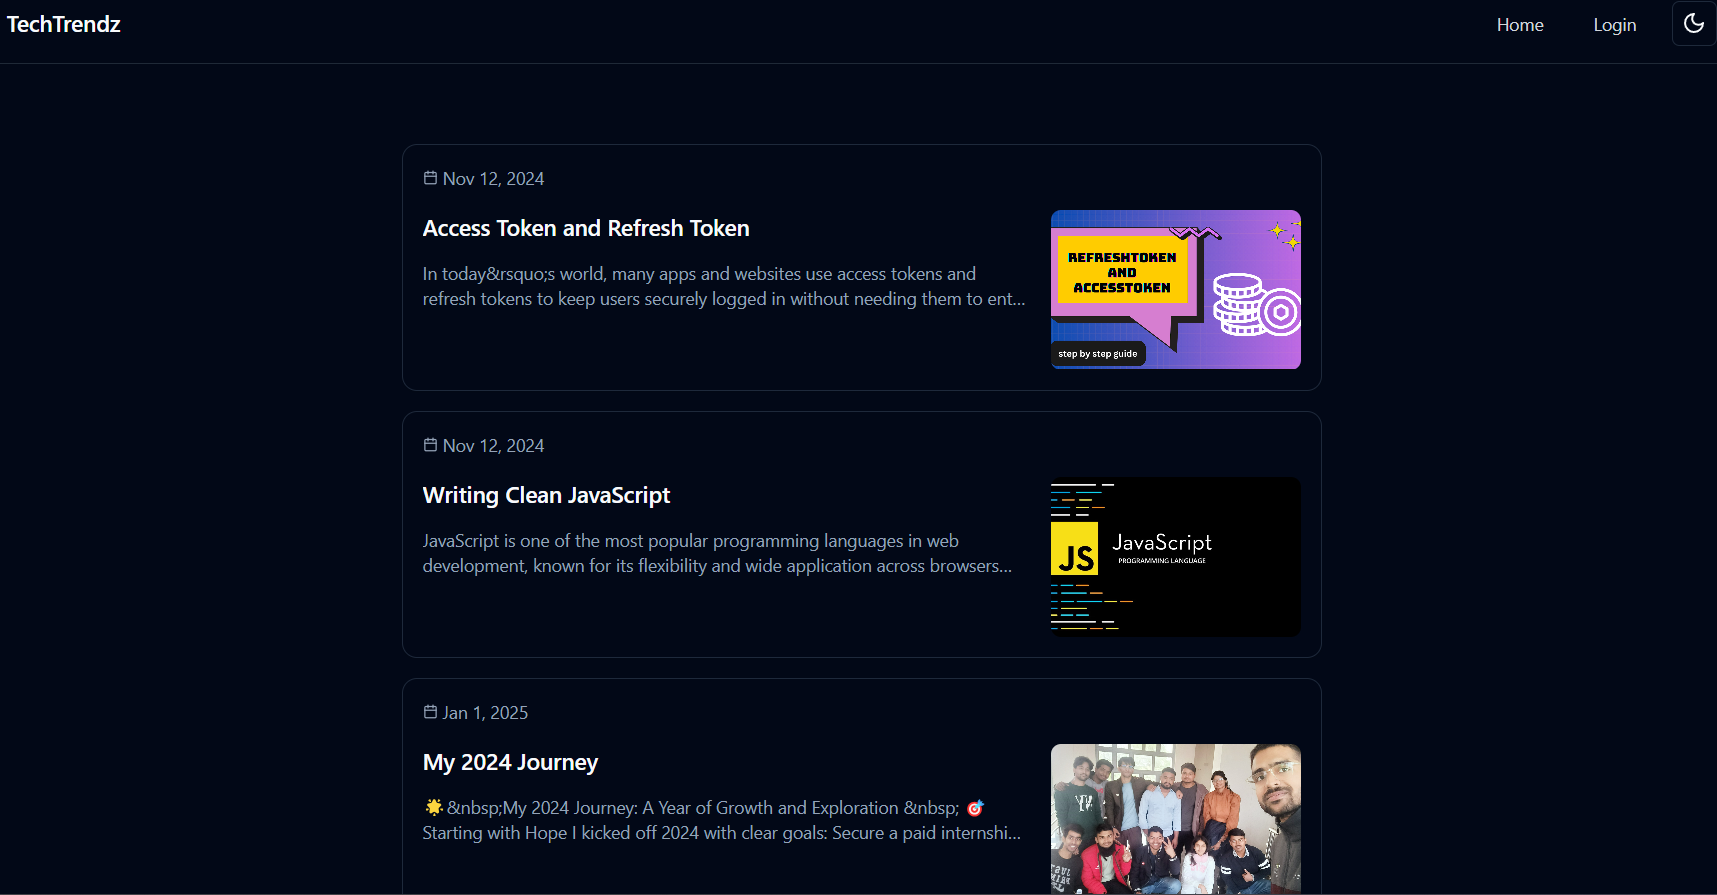 TechTrendz
Home
Login
Nov 12, 2024
Access Token and Refresh Token
In today&rsquo;s world, many apps and websites use access tokens and
refresh tokens to keep users securely logged in without needing them to ent...
REFRESHTOKEN
AND
ACCESSTOKEN
step by step guide
Nov 12, 2024
Writing Clean JavaScript
JavaScript is one of the most popular programming languages in web
development, known for its flexibility and wide application across browsers...
JS
JavaScript
PROGRAMMING LANGUAGE
Jan 1, 2025
My 2024 Journey
🌟&nbsp;My 2024 Journey: A Year of Growth and Exploration &nbsp; 🎯
Starting with Hope I kicked off 2024 with clear goals: Secure a paid internshi...